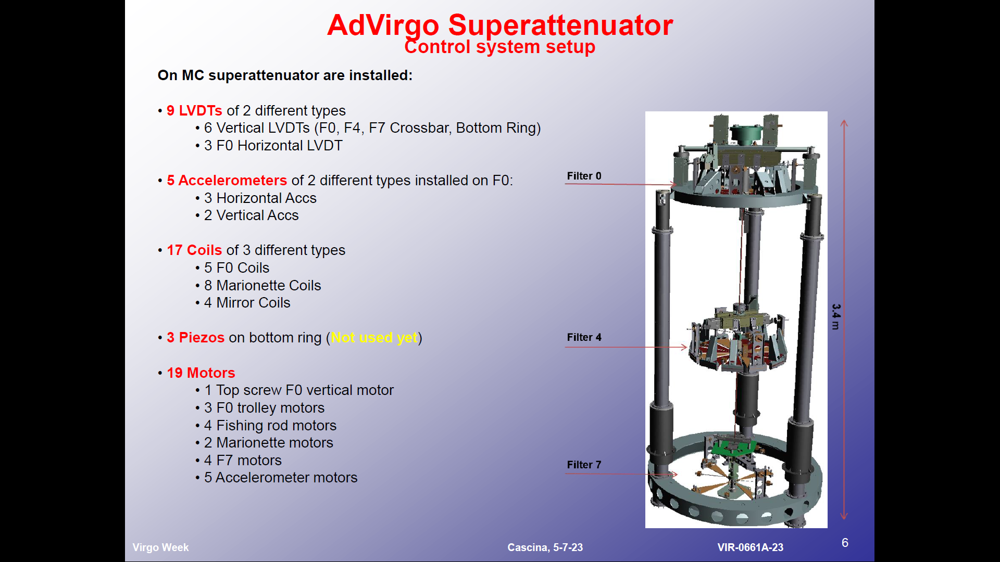 AdVirgo Superattenuator
Control system setup
On MC superattenuator are installed:
• 9 LVDTs of 2 different types
• 6 Vertical LVDTs (F0, F4, F7 Crossbar, Bottom Ring)
• 3 F0 Horizontal LVDT
• 5 Accelerometers of 2 different types installed on F0:
• 3 Horizontal Accs
• 2 Vertical Accs
• 17 Coils of 3 different types
• 5 F0 Coils
• 8 Marionette Coils
• 4 Mirror Coils
• 3 Piezos on bottom ring (Not used yet)
• 19 Motors
• 1 Top screw F0 vertical motor
• 3 F0 trolley motors
• 4 Fishing rod motors
• 2 Marionette motors
• 4 F7 motors
• 5 Accelerometer motors
Filter 0
Filter 4
Filter 7
3.4 m
Virgo Week
Cascina, 5-7-23
VIR-0661A-23
6